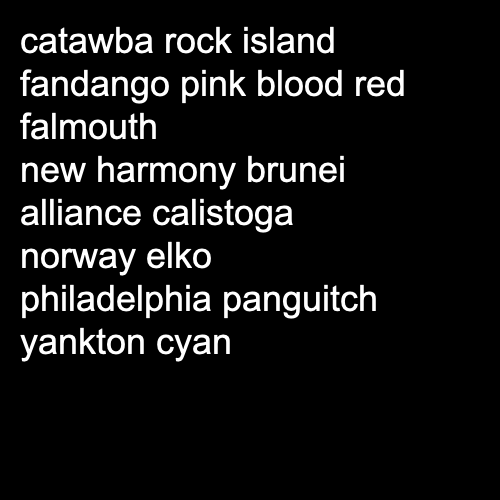 catawba rock island
fandango pink blood red
falmouth
new harmony brunei
alliance calistoga
norway elko
philadelphia panguitch
yankton cyan